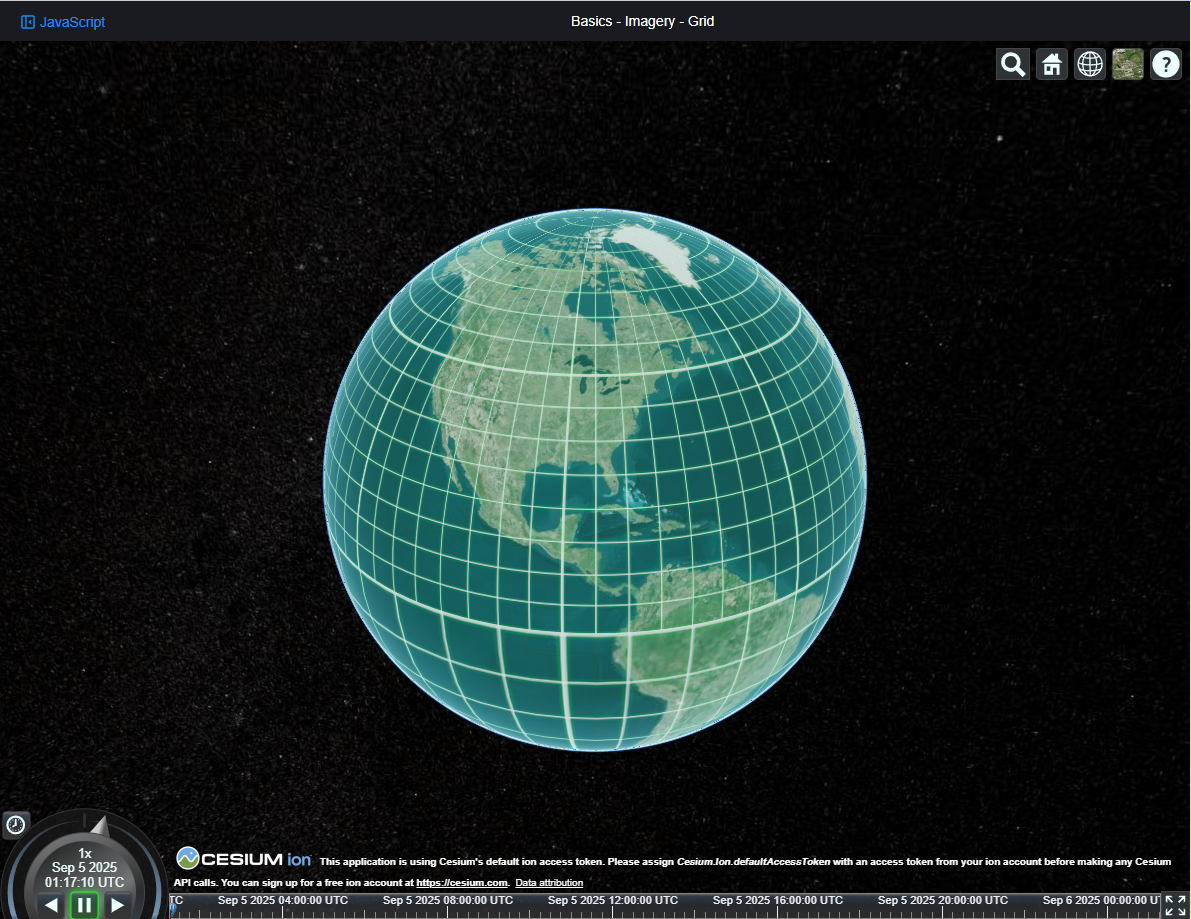 JavaScript
Basics - Imagery - Grid
?
1x
Sep 5 2025
01:17:10 UTC
CESIUM ion This application is using Cesium's default ion access token. Please assign Cesium.Ion.defaultAccessToken with an access token from your ion account before making any Cesium
API calls. You can sign up for a free ion account at https://cesium.com. Data attribution
TC Sep 5 2025 04:00:00 UTC Sep 5 2025 08:00:00 UTC Sep 5 2025 12:00:00 UTC Sep 5 2025 16:00:00 UTC Sep 5 2025 20:00:00 UTC Sep 6 2025 00:00:00 U